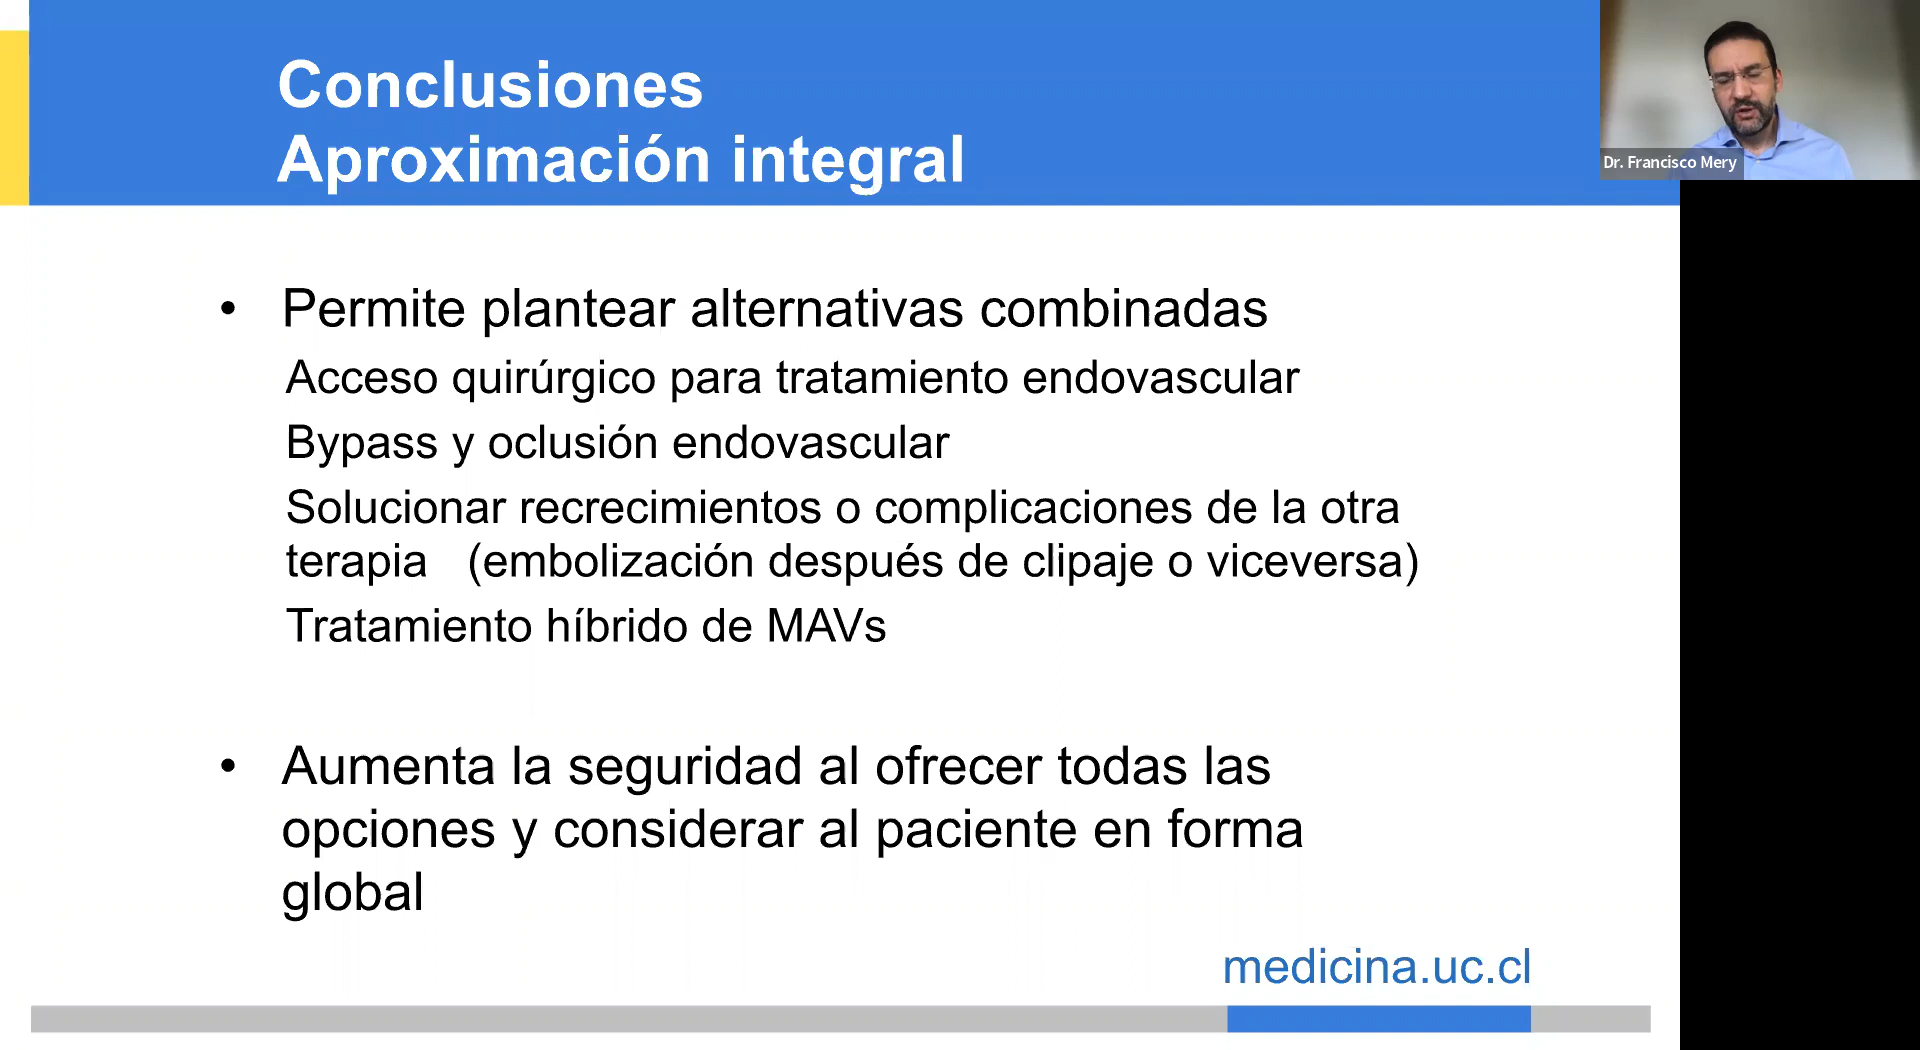 Conclusiones
Aproximación integral
Dr. Francisco Mery
• Permite plantear alternativas combinadas
Acceso quirúrgico para tratamiento endovascular
Bypass y oclusión endovascular
Solucionar recrecimientos o complicaciones de la otra
terapia (embolización después de clipaje o viceversa)
Tratamiento híbrido de MAVs
• Aumenta la seguridad al ofrecer todas las
opciones y considerar al paciente en forma
global
medicina.uc.cl